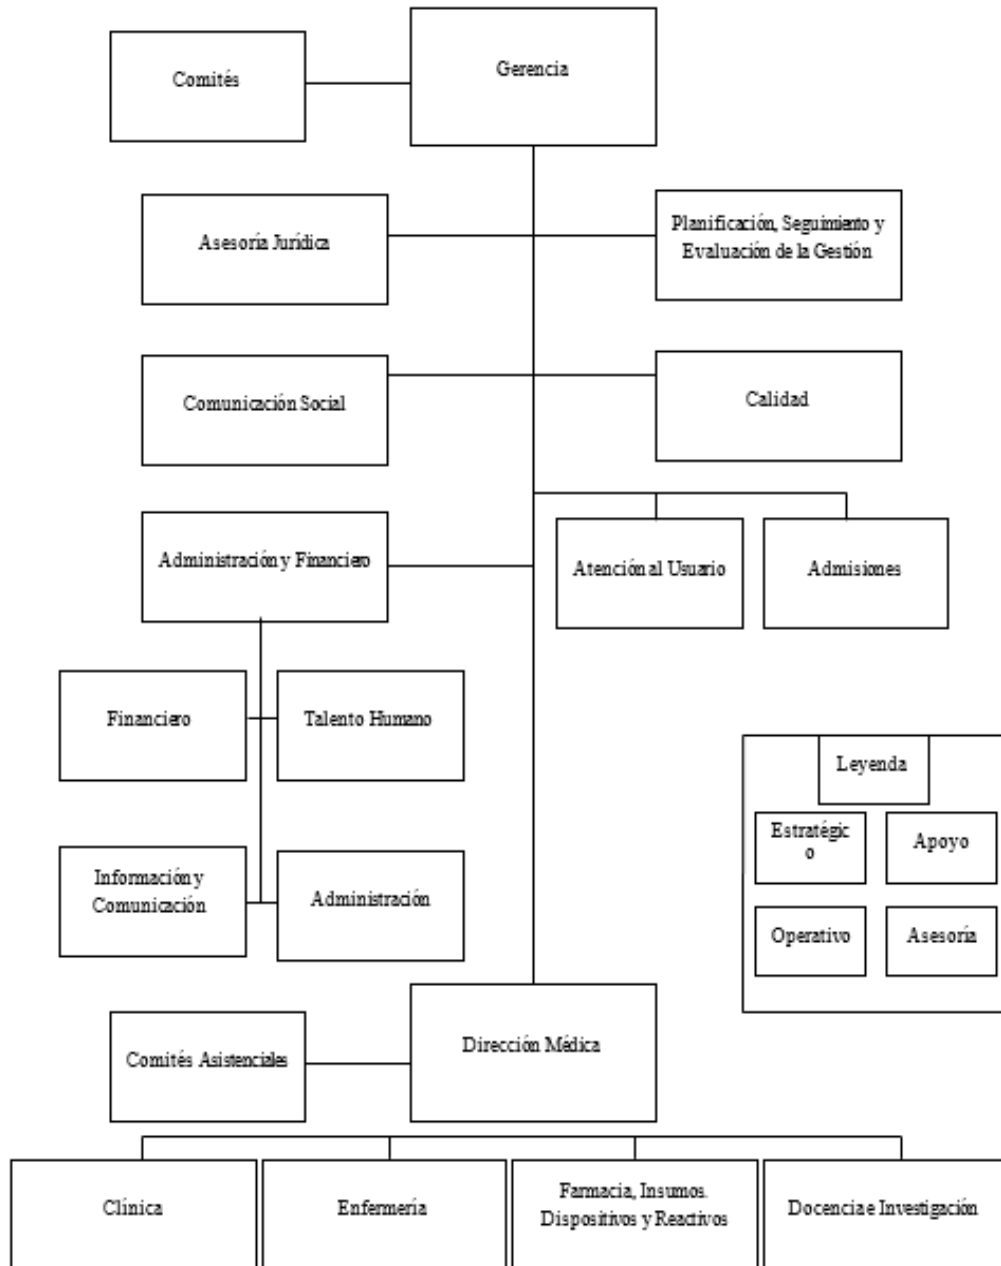 Gerencia
Comités
Asesoría Jurídica
Planificación, Seguimiento y
Evaluación de la Gestión
Comunicación Social
Calidad
Administración y Financiero
Atención al Usuario
Admisiones
Financiero
Talento Humano
Leyenda
Estratégic
o
Apoyo
Información y
Comunicación
Administración
Operativo
Asesoría
Dirección Médica
Comités Asistenciales
Clínica
Enfermería
Farmacia, Insumos.
Dispositivos y Reactivos
Docencia e Investigación